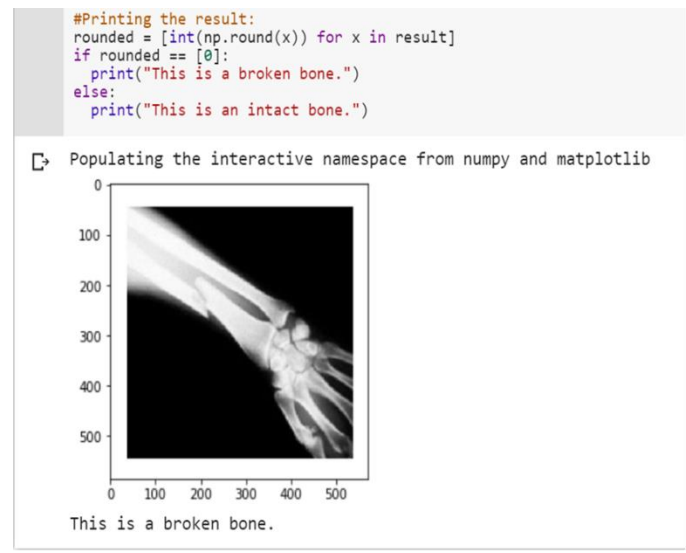 #Printing the result:
rounded = [int(np.round(x)) for x in result]
if rounded == [0]:
  print("This is a broken bone.")
else:
  print("This is an intact bone.")
Populating the interactive namespace from numpy and matplotlib
0
100
200
300
400
500
0 100 200 300 400 500
This is a broken bone.